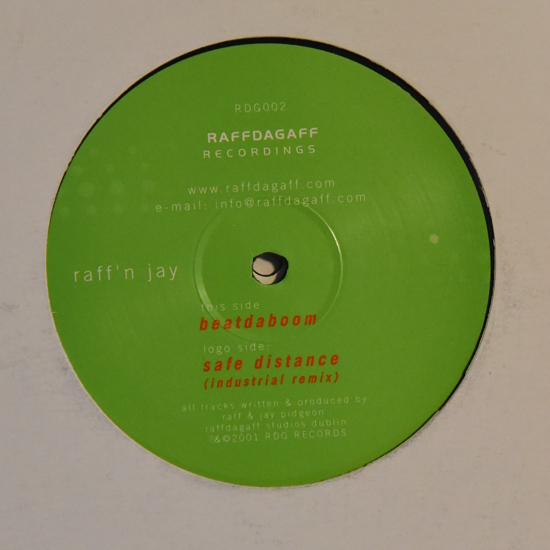 RDG002
RAFFDAGAFF
RECORDINGS
www.raffdagaff.com
e-mail: info@raffdagaff.com
raff'n jay
this side:
beatdaboom
logo side:
safe distance
(industrial remix)
all tracks written & produced by
raff & jay pidgeon
raffdagaff studios dublin
℗&©2001 RDG RECORDS